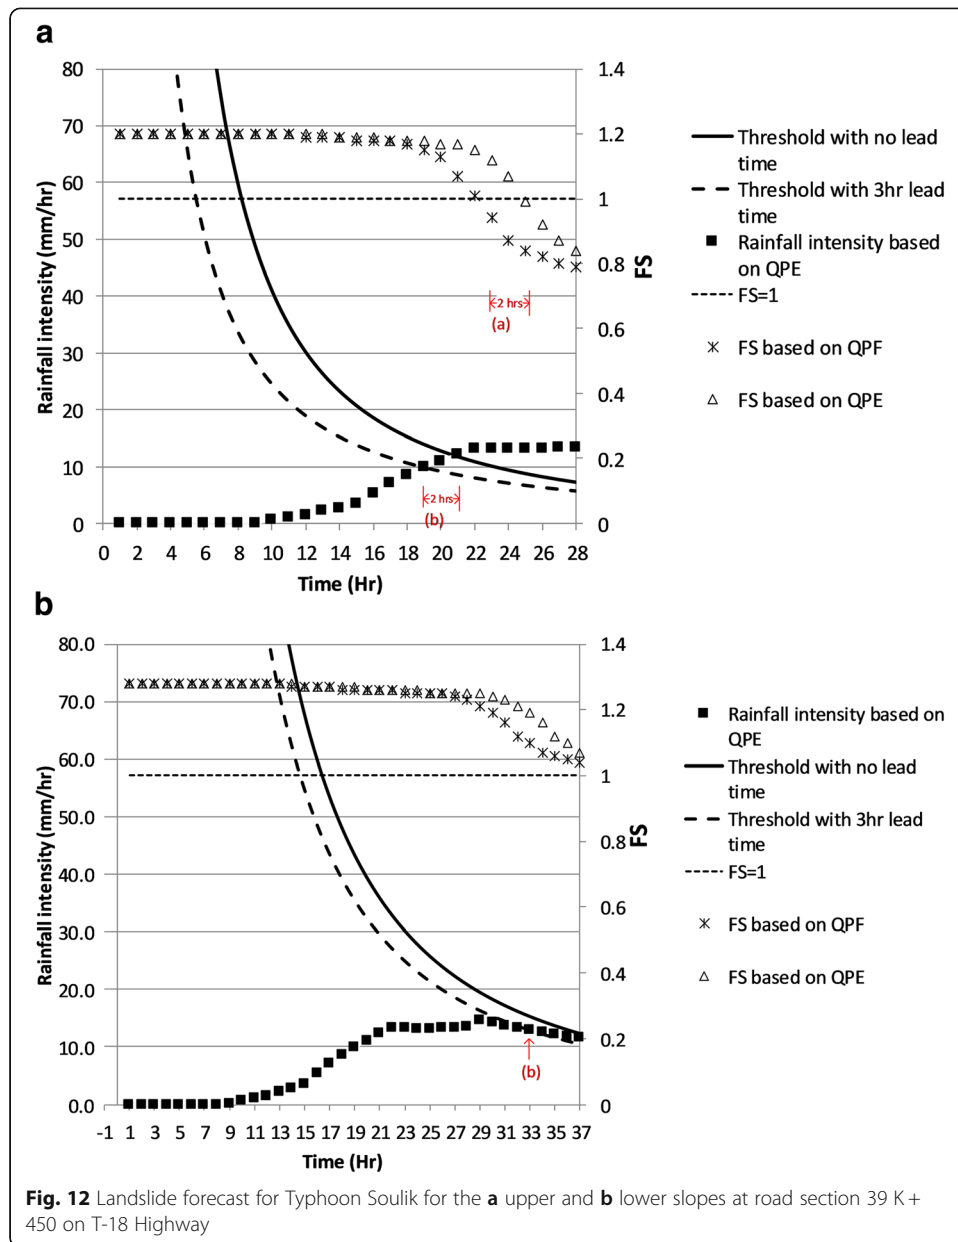 a
80
70
60
50
40
30
20
10
0
Rainfall intensity (mm/hr)
0 2 4 6 8 10 12 14 16 18 20 22 24 26 28
Time (Hr)
1.4
1.2
1
0.8
0.6
0.4
0.2
0
FS
2 hrs
(a)
2 hrs
(b)
Threshold with no lead
time
Threshold with 3hr lead
time
Rainfall intensity based
on QPE
FS=1
FS based on QPF
FS based on QPE
b
80.0
70.0
60.0
50.0
40.0
30.0
20.0
10.0
0.0
Rainfall intensity (mm/hr)
-1 1 3 5 7 9 11 13 15 17 19 21 23 25 27 29 31 33 35 37
Time (Hr)
1.4
1.2
1
0.8
0.6
0.4
0.2
0
FS
(b)
Rainfall intensity based on
QPE
Threshold with no lead
time
Threshold with 3hr lead
time
FS=1
FS based on QPF
FS based on QPE
Fig. 12 Landslide forecast for Typhoon Soulik for the a upper and b lower slopes at road section 39 K +
450 on T-18 Highway